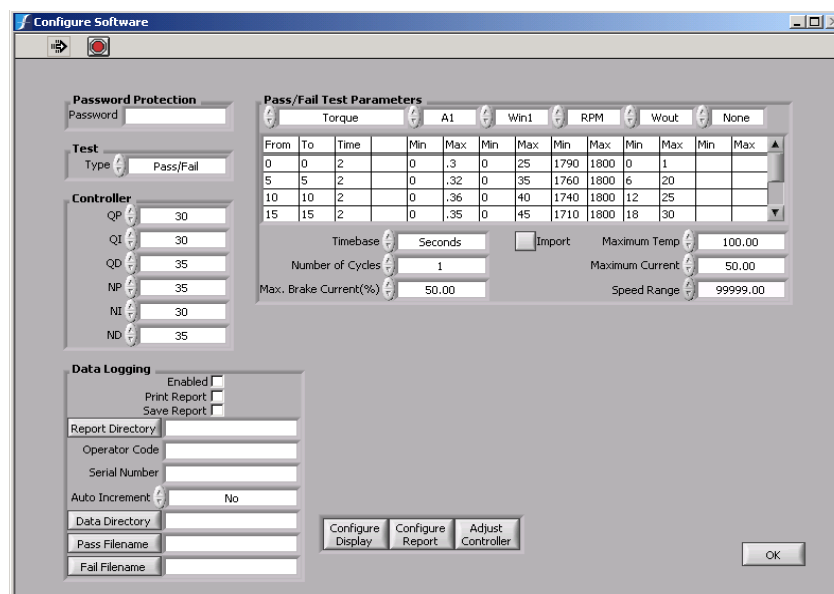 Configure Software
Password Protection
Password
Test
Type Pass/Fail
Controller
QP 30
QI 30
QD 35
NP 35
NI 30
ND 35
Pass/Fail Test Parameters
Torque A1 Win1 RPM Wout None
From To Time Min Max Min Max Min Max Min Max Min Max
0 0 2 0 .3 0 25 1790 1800 0 1
5 5 2 0 .32 0 35 1760 1800 6 20
10 10 2 0 .36 0 40 1740 1800 12 25
15 15 2 0 .35 0 45 1710 1800 18 30
Timebase Seconds Import Maximum Temp 100.00
Number of Cycles 1 Maximum Current 50.00
Max. Brake Current(%) 50.00 Speed Range 99999.00
Data Logging
Enabled
Print Report
Save Report
Report Directory
Operator Code
Serial Number
Auto Increment No
Data Directory
Pass Filename
Fail Filename
Configure Display
Configure Report
Adjust Controller
OK